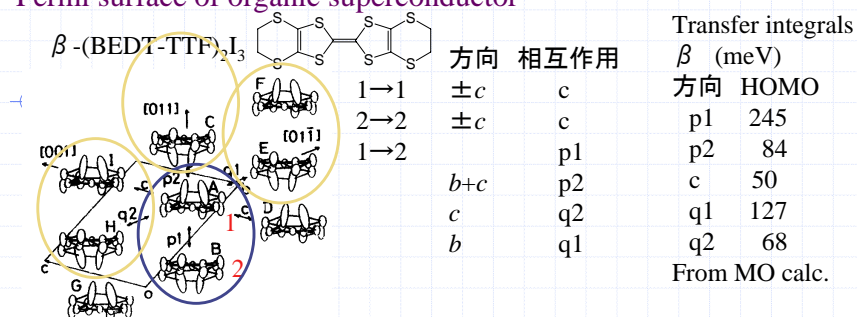 Fermi surface of organic superconductor
β-(BEDT-TTF)₂I₃
S S S S
S S S S
方向 相互作用
1→1 ±c c
2→2 ±c c
1→2 p1
b+c p2
c q2
b q1
Transfer integrals
β (meV)
方向 HOMO
p1 245
p2 84
c 50
q1 127
q2 68
From MO calc.
F
[011]
C
[011̄]
E
[001]
I
q1
c
p2
A
b
q2
1
c
D
H
p1
B
2
c
G
o